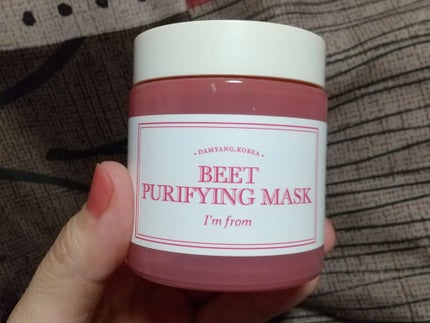 · DAMYANG, KOREA ·
BEET
PURIFYING MASK
I'm from